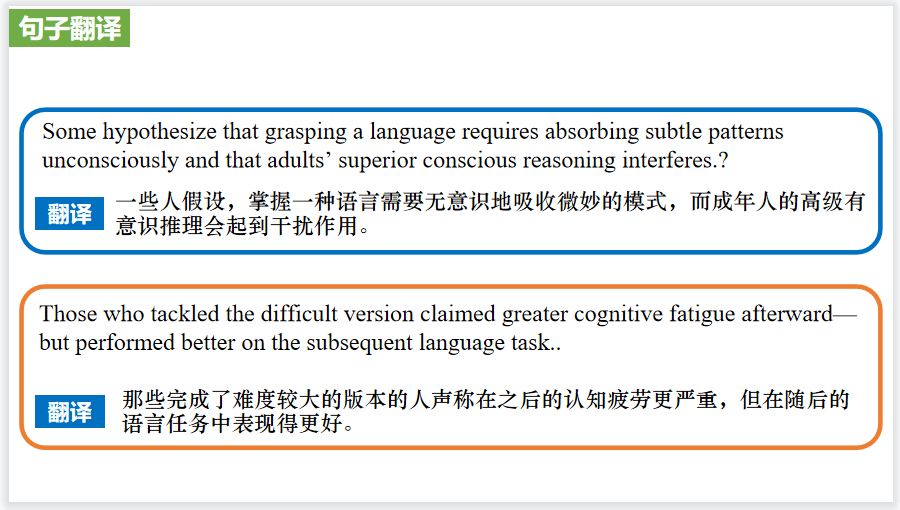 句子翻译
Some hypothesize that grasping a language requires absorbing subtle patterns
unconsciously and that adults’ superior conscious reasoning interferes.?
翻译
一些人假设，掌握一种语言需要无意识地吸收微妙的模式，而成年人的高级有
意识推理会起到干扰作用。
Those who tackled the difficult version claimed greater cognitive fatigue afterward—
but performed better on the subsequent language task..
翻译
那些完成了难度较大的版本的人声称在之后的认知疲劳更严重，但在随后的
语言任务中表现得更好。